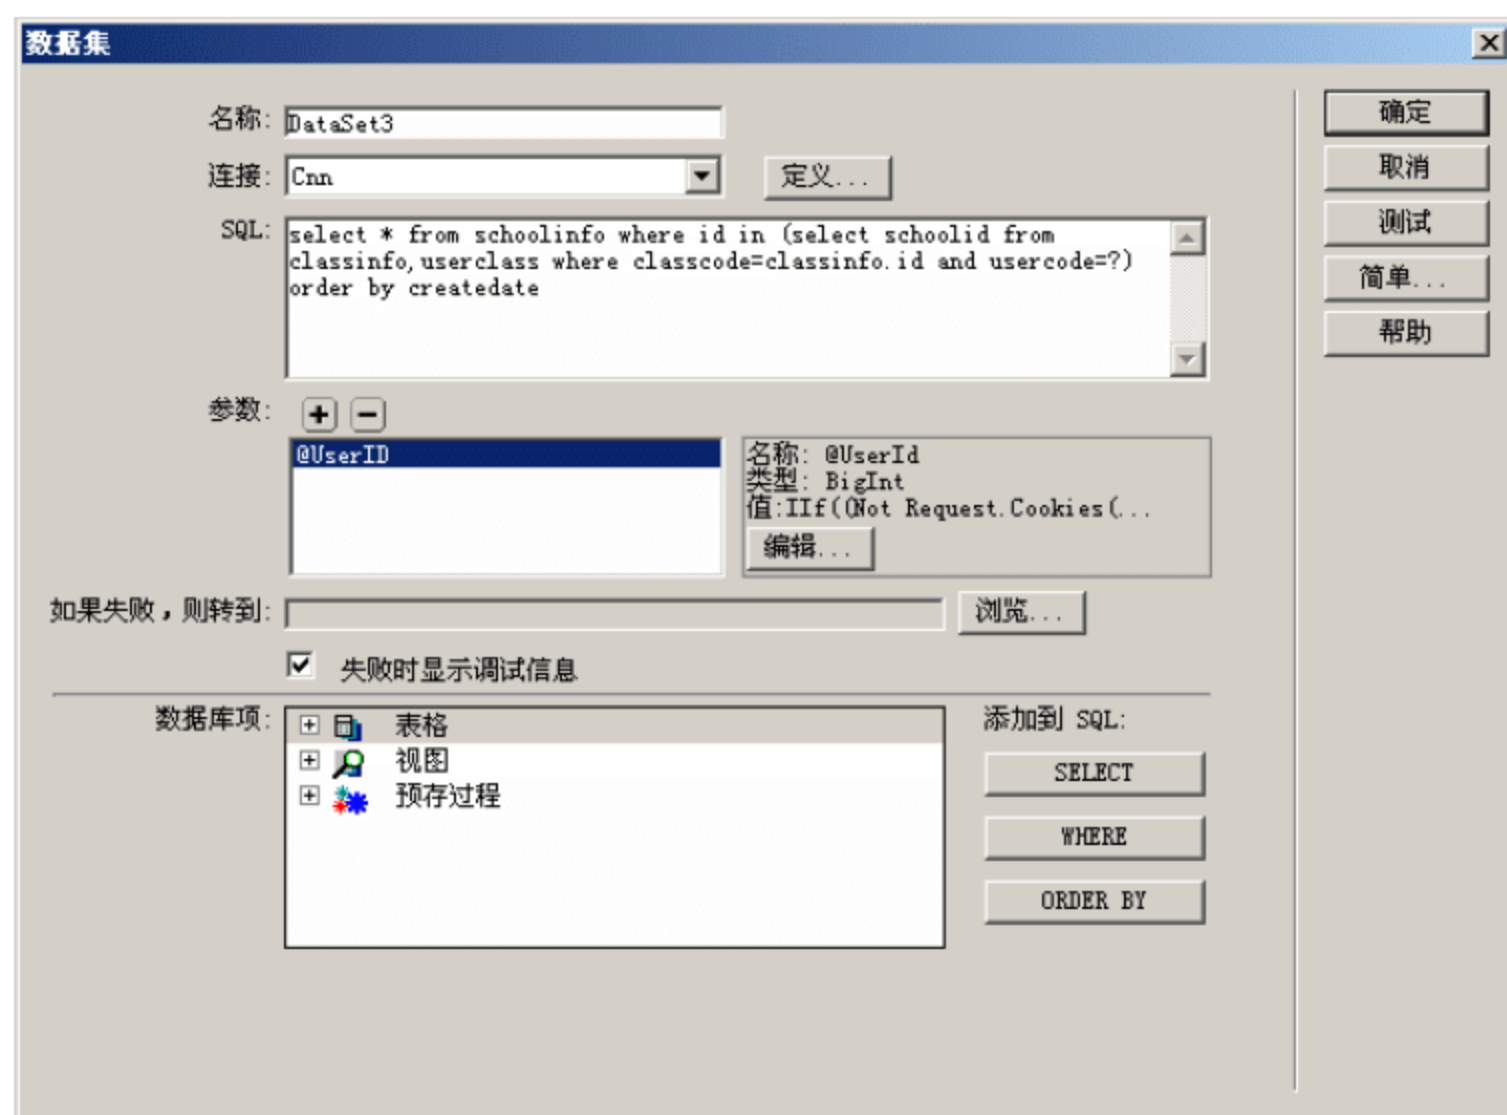 数据集
名称: DataSet3
确定
连接: Cnn
定义...
取消
SQL: select * from schoolinfo where id in (select schoolid from
classinfo,userclass where classcode=classinfo.id and usercode=?)
order by createdate
测试
简单...
帮助
参数:
@UserID
名称: @UserId
类型: BigInt
值:IIf((Not Request.Cookies(...
编辑...
如果失败，则转到:
浏览...
失败时显示调试信息
数据库项:
表格
视图
预存过程
添加到 SQL:
SELECT
WHERE
ORDER BY